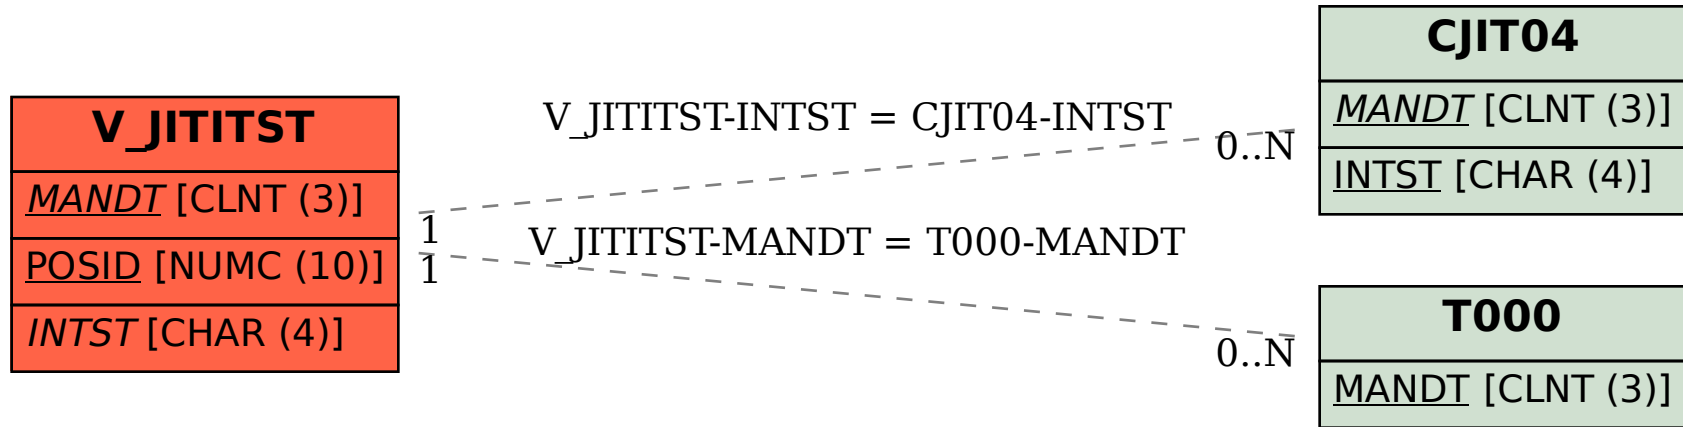 V_JITITST
MANDT [CLNT (3)]
POSID [NUMC (10)]
INTST [CHAR (4)]
V_JITITST-INTST = CJIT04-INTST
0..N
1
V_JITITST-MANDT = T000-MANDT
1
0..N
CJIT04
MANDT [CLNT (3)]
INTST [CHAR (4)]
T000
MANDT [CLNT (3)]